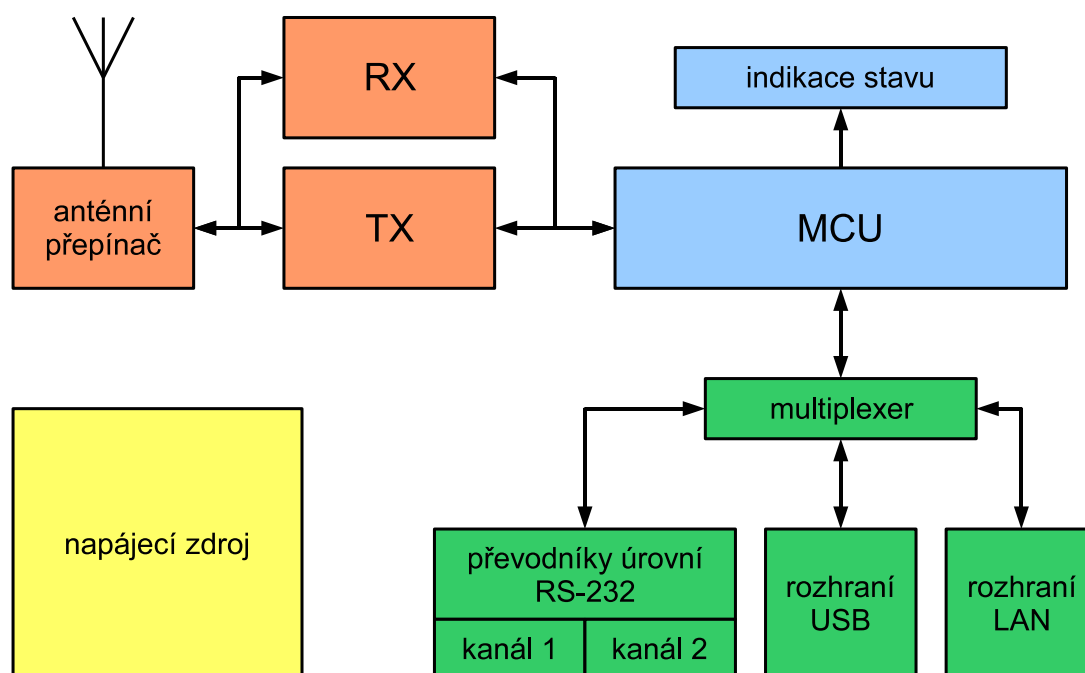 RX
indikace stavu
anténní
přepínač
TX
MCU
multiplexer
napájecí zdroj
převodníky úrovní
RS-232
kanál 1
kanál 2
rozhraní
USB
rozhraní
LAN